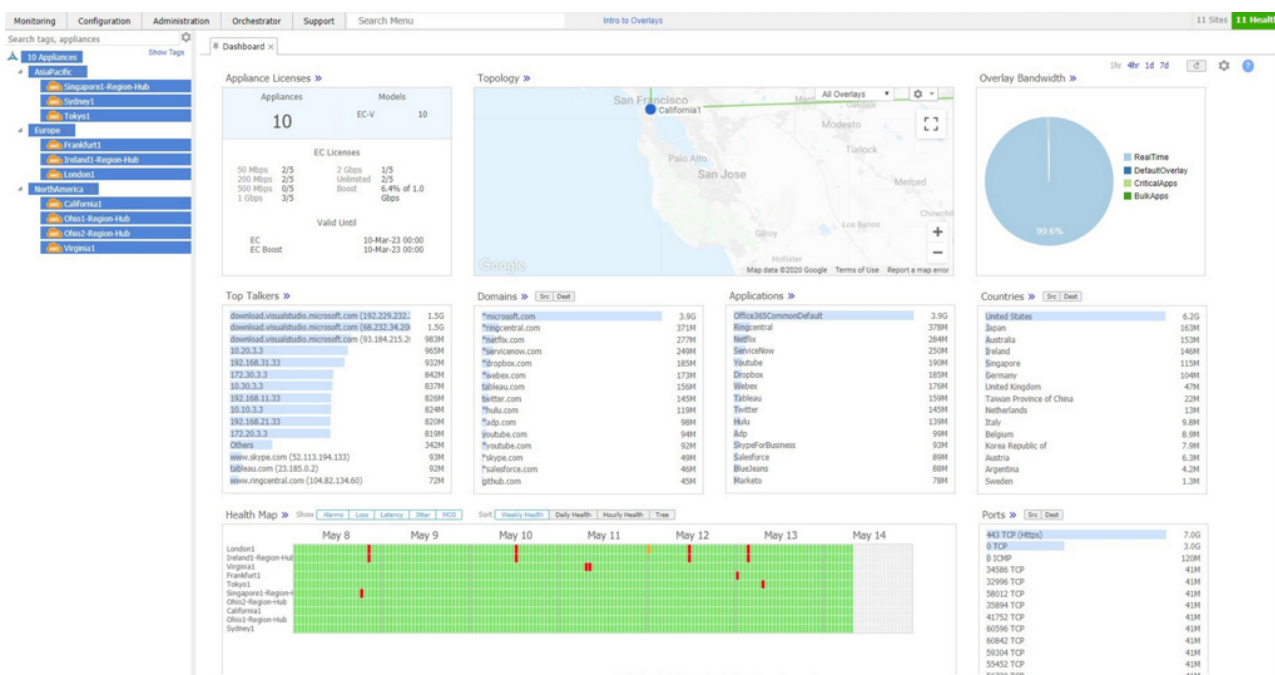 Monitoring Configuration Administration Orchestrator Support Search Menu Intro to Overlays 11 Sites 11 Healt
Search tags, appliances
Show Tags
10 Appliances
AsiaPacific
Singapore1-Region-Hub
Sydney1
Tokyo1
Europe
Frankfurt1
Ireland1-Region-Hub
London1
NorthAmerica
California1
Ohio1-Region-Hub
Ohio2-Region-Hub
Virginia1
Dashboard
1hr 4hr 1d 7d
Appliance Licenses »
Appliances Models
10 EC-V 10
EC Licenses
50 Mbps 2/5 2 Gbps 1/5
200 Mbps 2/5 Unlimited 2/5
500 Mbps 0/5 Boost 6.4% of 1.0
1 Gbps 3/5 Gbps
Valid Until
EC 10-Mar-23 00:00
EC Boost 10-Mar-23 00:00
Topology »
All Overlays
San Francisco
California1
Oakdale
Modesto
Turlock
Palo Alto
San Jose
Merced
Chowchil
Gilroy
Los Banos
Hollister
Google
Map data ©2020 Google Terms of Use Report a map error
Overlay Bandwidth »
99.6%
RealTime
DefaultOverlay
CriticalApps
BulkApps
Top Talkers »
download.visualstudio.microsoft.com (192.229.232. 1.5G
download.visualstudio.microsoft.com (68.232.34.20 1.5G
download.visualstudio.microsoft.com (93.184.215.2 983M
10.20.3.3 965M
192.168.31.33 932M
172.30.3.3 842M
10.30.3.3 837M
192.168.11.33 826M
10.10.3.3 824M
192.168.21.33 820M
172.20.3.3 819M
Others 342M
www.skype.com (52.113.194.133) 93M
tableau.com (23.185.0.2) 92M
www.ringcentral.com (104.82.134.60) 72M
Domains » Src Dest
*microsoft.com 3.9G
*ringcentral.com 371M
*netflix.com 277M
*servicenow.com 249M
*dropbox.com 185M
*webex.com 173M
tableau.com 156M
twitter.com 145M
*hulu.com 119M
*adp.com 98M
youtube.com 94M
*youtube.com 92M
*skype.com 49M
*salesforce.com 46M
github.com 45M
Applications »
Office365CommonDefault 3.9G
Ringcentral 378M
Netflix 284M
ServiceNow 250M
Youtube 190M
Dropbox 185M
Webex 176M
Tableau 159M
Twitter 145M
Hulu 139M
Adp 99M
SkypeForBusiness 93M
Salesforce 89M
BlueJeans 88M
Marketo 78M
Countries » Src Dest
United States 6.2G
Japan 163M
Australia 153M
Ireland 146M
Singapore 115M
Germany 104M
United Kingdom 47M
Taiwan Province of China 22M
Netherlands 13M
Italy 9.8M
Belgium 8.9M
Korea Republic of 7.9M
Austria 6.3M
Argentina 4.2M
Sweden 1.3M
Health Map » Show Alarms Loss Latency Jitter MOS Sort Weekly Health Daily Health Hourly Health Tree
May 8 May 9 May 10 May 11 May 12 May 13 May 14
London1
Ireland1-Region-Hub
Virginia1
Frankfurt1
Tokyo1
Singapore1-Region-H
Ohio2-Region-Hub
California1
Ohio1-Region-Hub
Sydney1
Ports » Src Dest
443 TCP (Https) 7.0G
0 TCP 3.0G
0 ICMP 120M
34586 TCP 41M
32996 TCP 41M
58012 TCP 41M
35894 TCP 41M
41752 TCP 41M
60596 TCP 41M
60842 TCP 41M
59304 TCP 41M
55452 TCP 41M